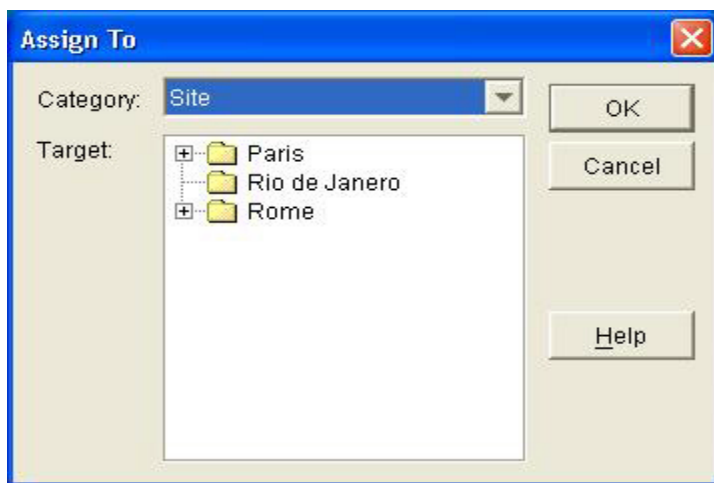 Assign To
Category: Site
OK
Target:
Paris
Cancel
Rio de Janero
Rome
Help